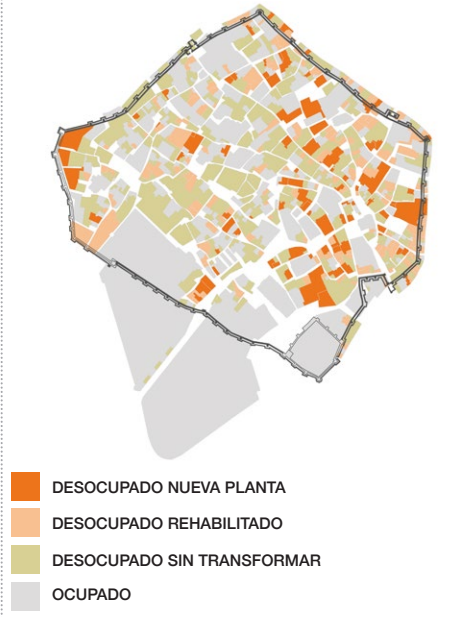 DESOCUPADO NUEVA PLANTA
DESOCUPADO REHABILITADO
DESOCUPADO SIN TRANSFORMAR
OCUPADO